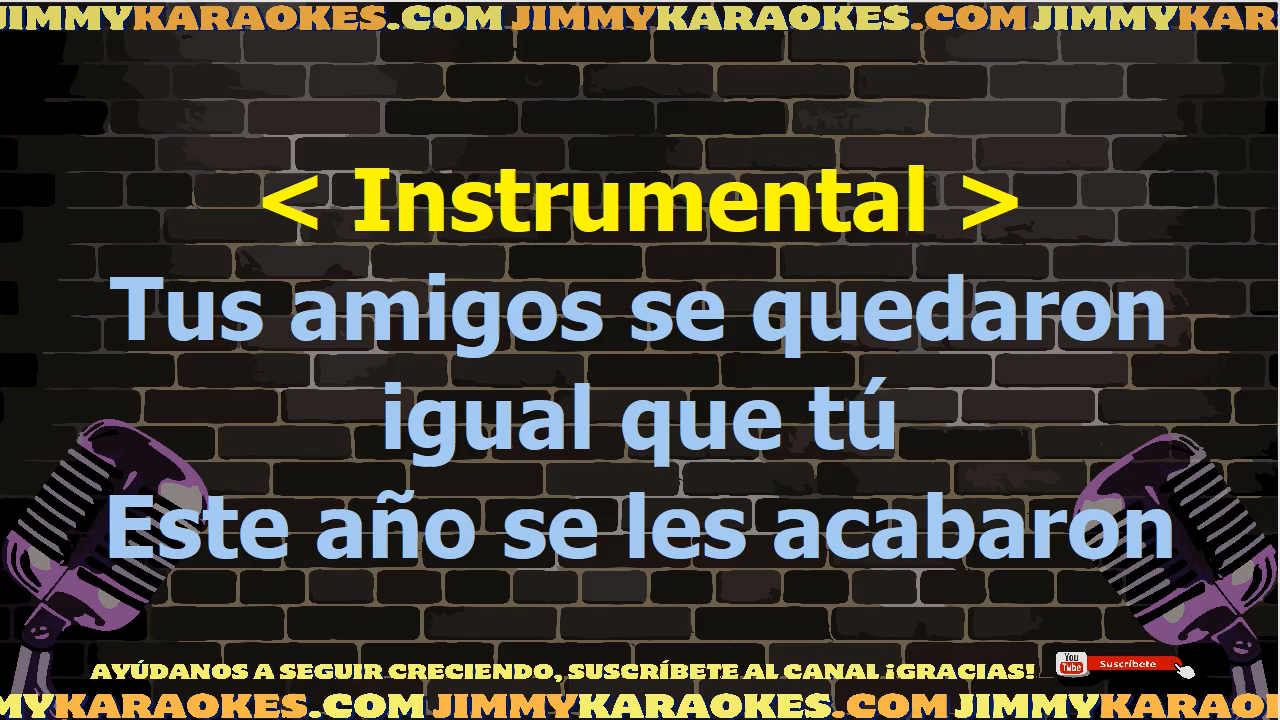 JIMMYKARAOKES.COM JIMMYKARAOKES.COM JIMMYKAR
< Instrumental >
Tus amigos se quedaron
igual que tú
Este año se les acabaron
AYÚDANOS A SEGUIR CRECIENDO, SUSCRÍBETE AL CANAL ¡GRACIAS!
You Tube Suscríbete
MYKARAOKES.COM JIMMYKARAOKES.COM JIMMYKARAO